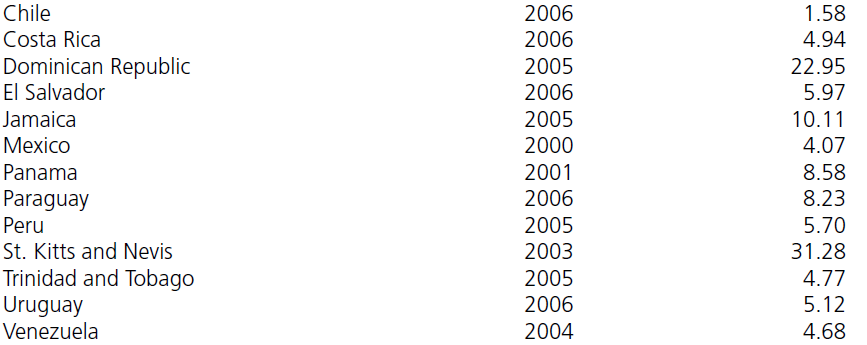 Chile 2006 1.58
Costa Rica 2006 4.94
Dominican Republic 2005 22.95
El Salvador 2006 5.97
Jamaica 2005 10.11
Mexico 2000 4.07
Panama 2001 8.58
Paraguay 2006 8.23
Peru 2005 5.70
St. Kitts and Nevis 2003 31.28
Trinidad and Tobago 2005 4.77
Uruguay 2006 5.12
Venezuela 2004 4.68